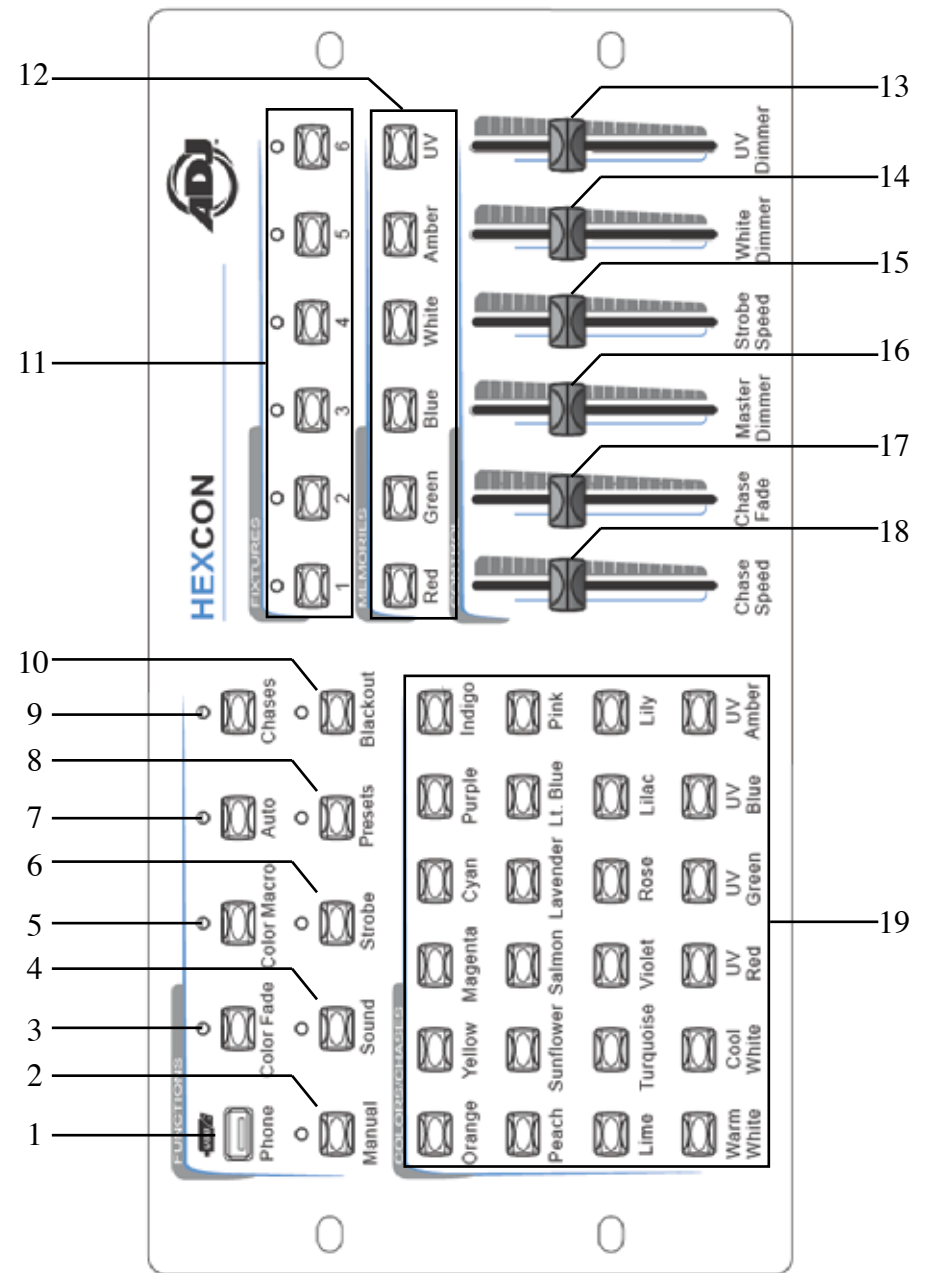 FUNCTIONS
Phone
Color Fade
Color Macro
Auto
Chases
Manual
Sound
Strobe
Presets
Blackout
COLORS/CHASES
Orange
Yellow
Magenta
Cyan
Purple
Indigo
Peach
Sunflower
Salmon
Lavender
Lt. Blue
Pink
Lime
Turquoise
Violet
Rose
Lilac
Lily
Warm
White
Cool
White
UV
Red
UV
Green
UV
Blue
UV
Amber
HEXCON
ADJ
FIXTURES
1
2
3
4
5
6
MEMORIES
Red
Green
Blue
White
Amber
UV
CONTROL
Chase
Speed
Chase
Fade
Master
Dimmer
Strobe
Speed
White
Dimmer
UV
Dimmer
1
2
3
4
5
6
7
8
9
10
11
12
13
14
15
16
17
18
19